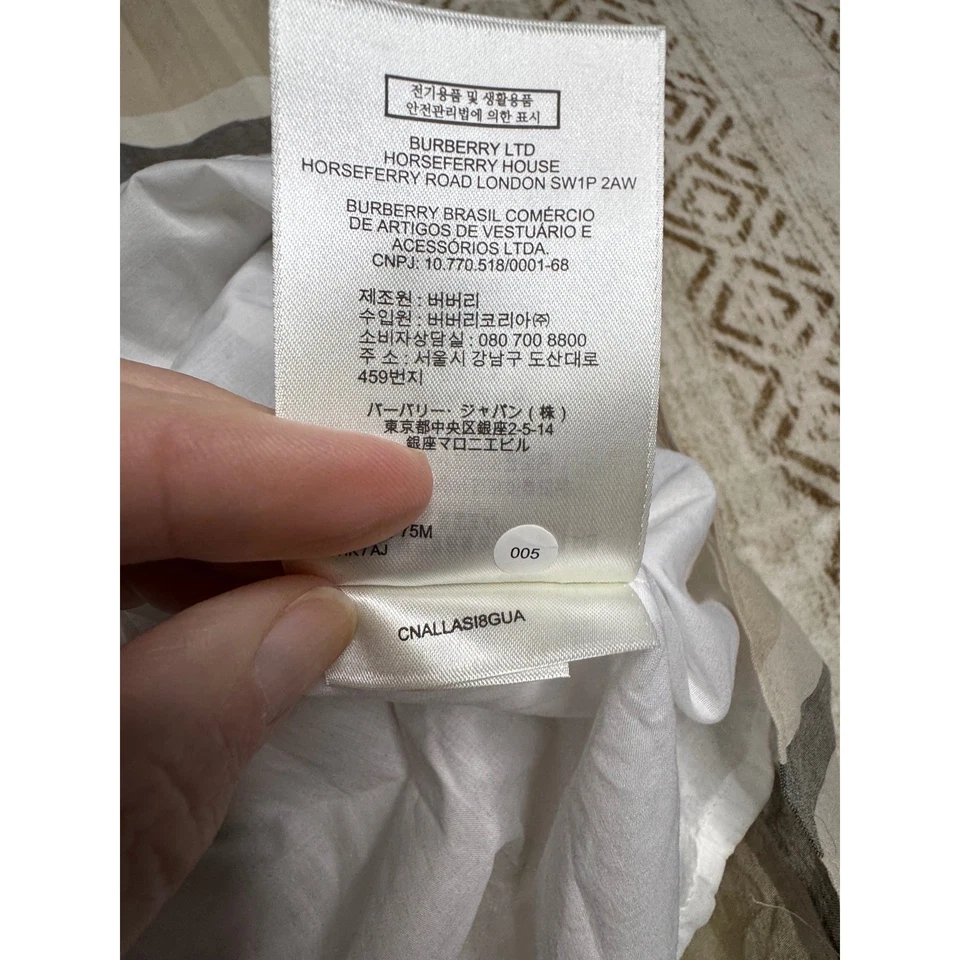 전기용품 및 생활용품
안전관리법에 의한 표시
BURBERRY LTD
HORSEFERRY HOUSE
HORSEFERRY ROAD LONDON SW1P 2AW
BURBERRY BRASIL COMÉRCIO
DE ARTIGOS DE VESTUÁRIO E
ACESSÓRIOS LTDA.
CNPJ: 10.770.518/0001-68
제조원 : 버버리
수입원 : 버버리코리아㈜
소비자상담실 : 080 700 8800
주 소 : 서울시 강남구 도산대로
459번지
バーバリー・ジャパン ( 株 )
東京都中央区銀座2-5-14
銀座マロニエビル
75M
005
CNALLASI8GUA